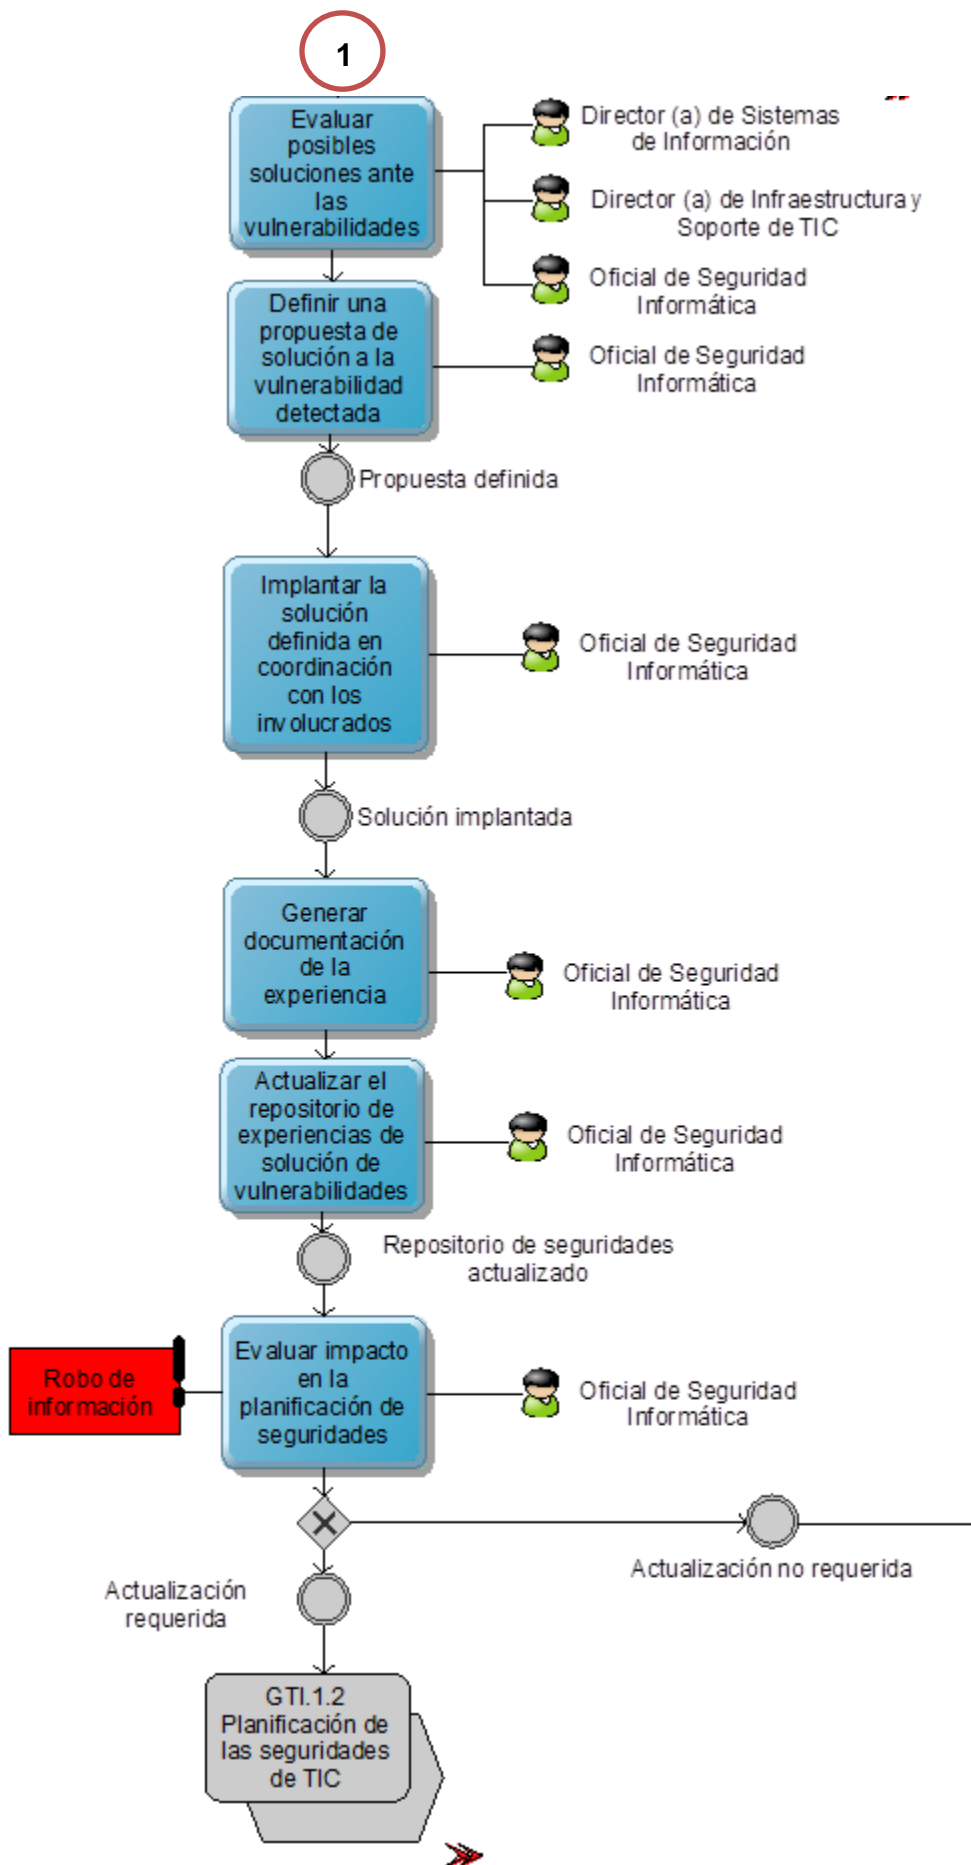 1
Evaluar
posibles
soluciones ante
las
vulnerabilidades
Director (a) de Sistemas
de Información
Director (a) de Infraestructura y
Soporte de TIC
Oficial de Seguridad
Informática
Definir una
propuesta de
solución a la
vulnerabilidad
detectada
Oficial de Seguridad
Informática
Propuesta definida
Implantar la
solución
definida en
coordinación
con los
involucrados
Oficial de Seguridad
Informática
Solución implantada
Generar
documentación
de la
experiencia
Oficial de Seguridad
Informática
Actualizar el
repositorio de
experiencias de
solución de
vulnerabilidades
Oficial de Seguridad
Informática
Repositorio de seguridades
actualizado
Robo de
información
Evaluar impacto
en la
planificación de
seguridades
Oficial de Seguridad
Informática
Actualización no requerida
Actualización
requerida
GTI.1.2
Planificación de
las seguridades
de TIC